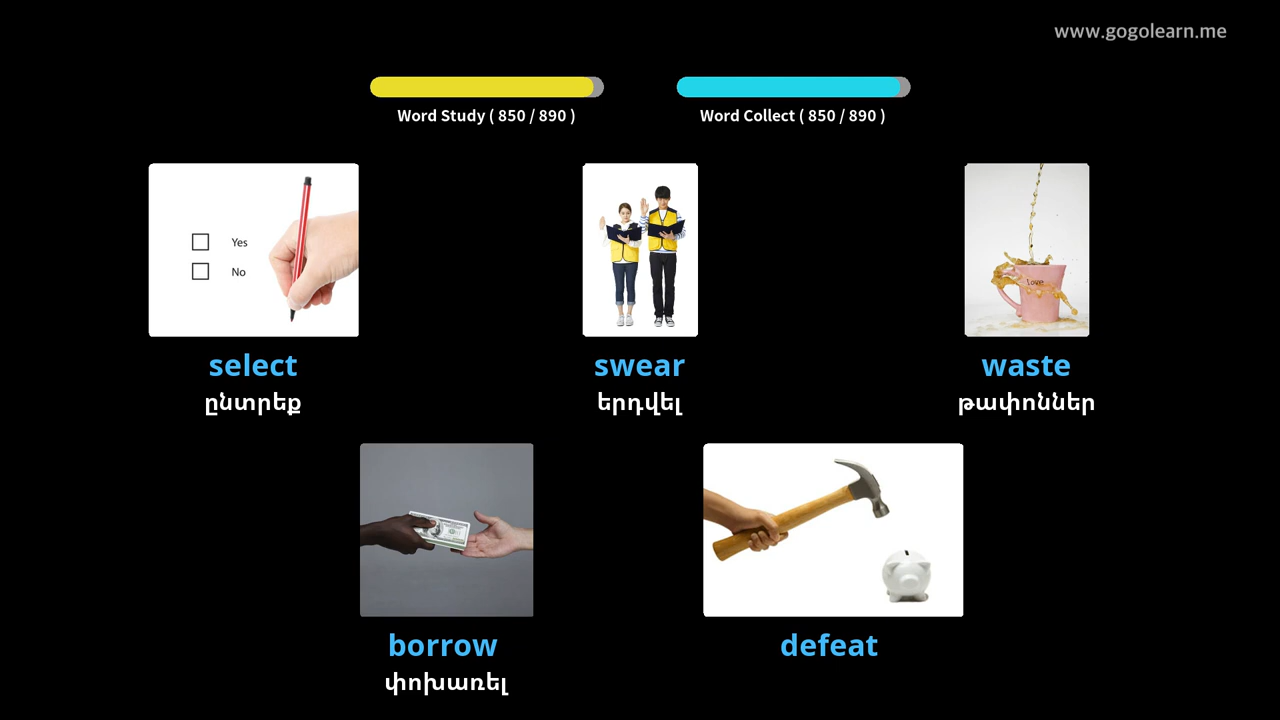 www.gogolearn.me
Word Study ( 850 / 890 )
Word Collect ( 850 / 890 )
Yes
No
love
select
swear
waste
ընտրեք
երդվել
թափոններ
borrow
defeat
փոխառել